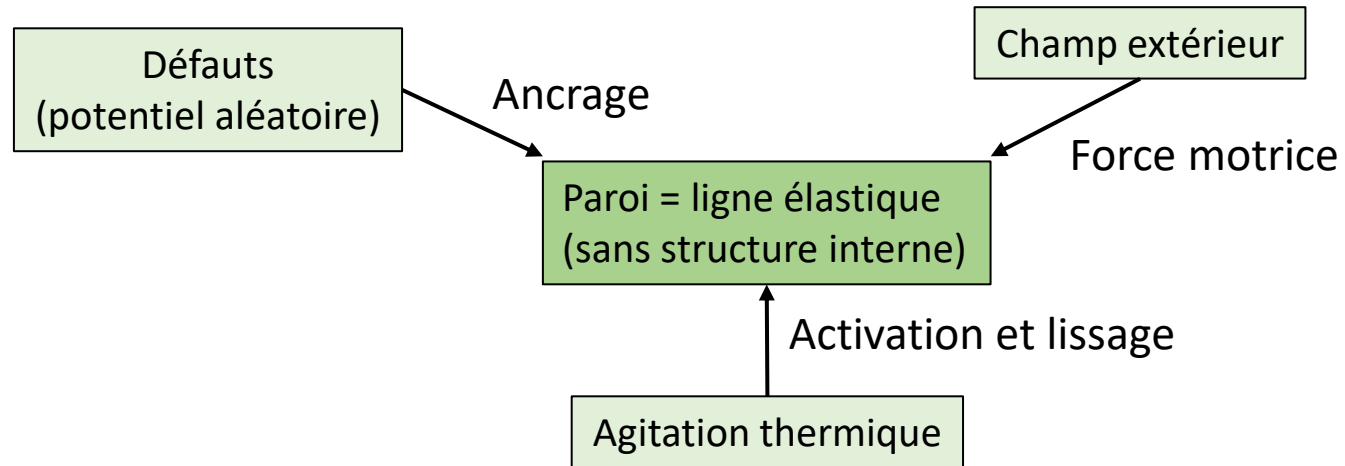 Défauts
(potentiel aléatoire)
Ancrage
Champ extérieur
Force motrice
Paroi = ligne élastique
(sans structure interne)
Activation et lissage
Agitation thermique